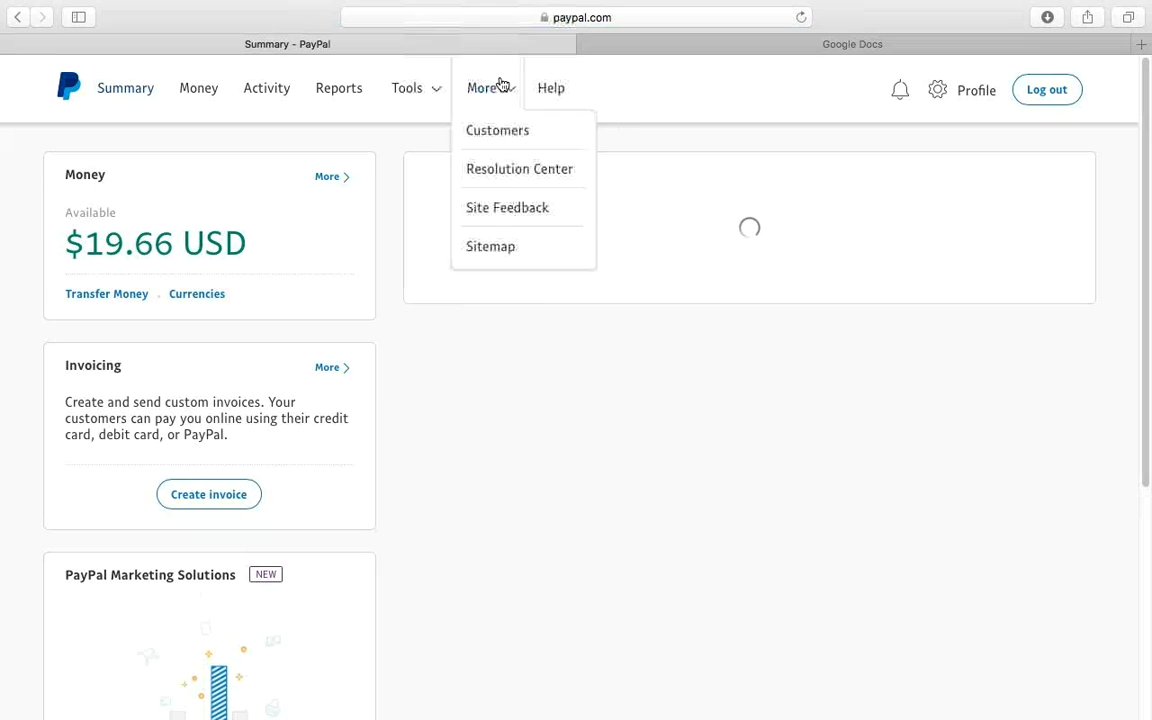 paypal.com
Summary - PayPal
Google Docs
Summary
Money
Activity
Reports
Tools
More
Help
Profile
Log out
Customers
Resolution Center
Site Feedback
Sitemap
Money
More
Available
$19.66 USD
Transfer Money . Currencies
Invoicing
More
Create and send custom invoices. Your
customers can pay you online using their credit
card, debit card, or PayPal.
Create invoice
PayPal Marketing Solutions
NEW